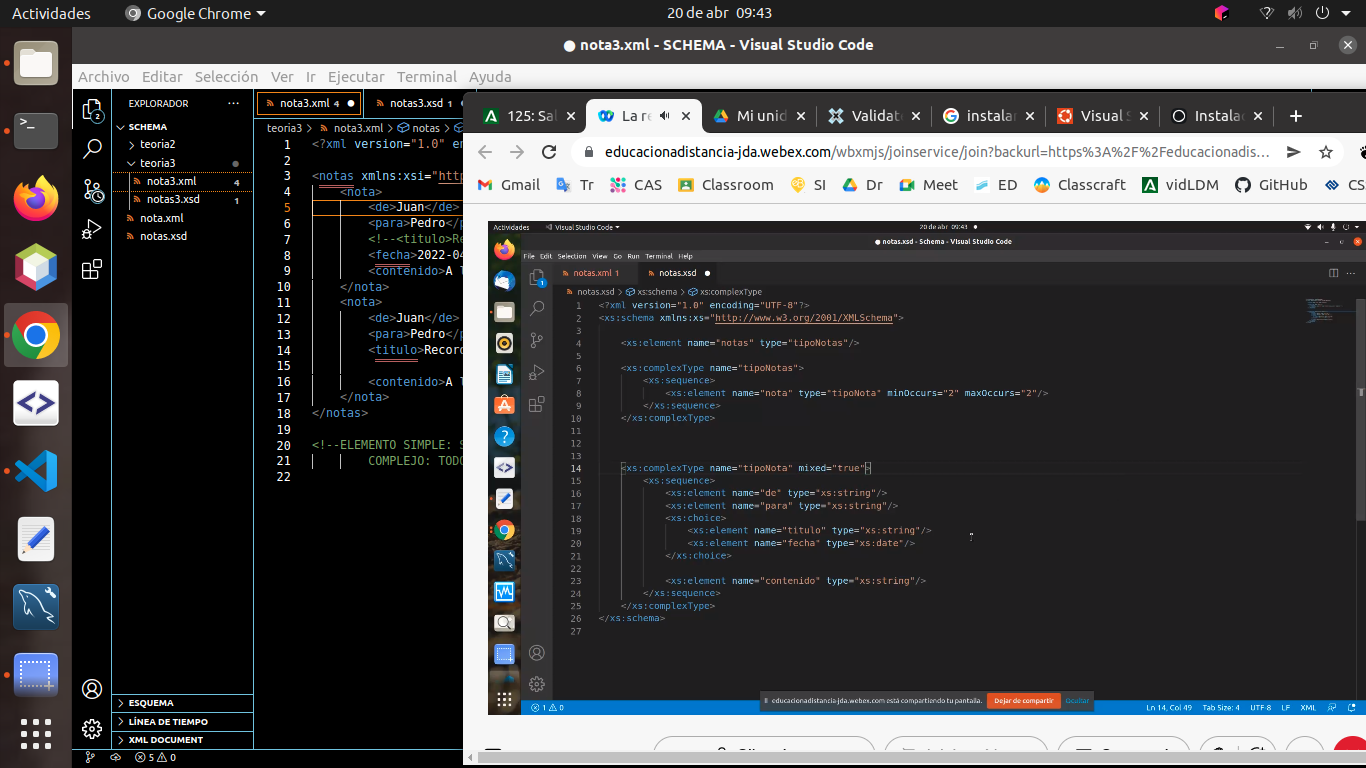 Actividades
Google Chrome
20 de abr 09:43
● nota3.xml - SCHEMA - Visual Studio Code
Archivo Editar Selección Ver Ir Ejecutar Terminal Ayuda
EXPLORADOR ···
SCHEMA
teoria2
teoria3
nota3.xml 4
notas3.xsd 1
nota.xml
notas.xsd
ESQUEMA
LÍNEA DE TIEMPO
XML DOCUMENT
2
5 0
nota3.xml 4 ●
notas3.xsd 1
teoria3 > nota3.xml > notas >
1 <?xml version="1.0" en
2
3 <notas xmlns:xsi="http
4 <nota>
5 <de>Juan</de>
6 <para>Pedro</p
7 <!--<titulo>Re
8 <fecha>2022-04
9 <contenido>A l
10 </nota>
11 <nota>
12 <de>Juan</de>
13 <para>Pedro</p
14 <titulo>Recor
15
16 <contenido>A l
17 </nota>
18 </notas>
19
20 <!--ELEMENTO SIMPLE: S
21 COMPLEJO: TODO
22
125: Sal
La re
Mi unid
Validat
instalar
Visual S
Instalac
educacionadistancia-jda.webex.com/wbxmjs/joinservice/join?backurl=https%3A%2F%2Feducacionadis...
Gmail Tr CAS Classroom SI Dr Meet ED Classcraft vidLDM GitHub CS
Actividades Visual Studio Code
20 de abr 09:43
● notas.xsd - Schema - Visual Studio Code
File Edit Selection View Go Run Terminal Help
1
notas.xml 1
notas.xsd ●
notas.xsd > xs:schema > xs:complexType
1 <?xml version="1.0" encoding="UTF-8"?>
2 <xs:schema xmlns:xs="http://www.w3.org/2001/XMLSchema">
3
4 <xs:element name="notas" type="tipoNotas"/>
5
6 <xs:complexType name="tipoNotas">
7 <xs:sequence>
8 <xs:element name="nota" type="tipoNota" minOccurs="2" maxOccurs="2"/>
9 </xs:sequence>
10 </xs:complexType>
11
12
13
14 <xs:complexType name="tipoNota" mixed="true">
15 <xs:sequence>
16 <xs:element name="de" type="xs:string"/>
17 <xs:element name="para" type="xs:string"/>
18 <xs:choice>
19 <xs:element name="titulo" type="xs:string"/>
20 <xs:element name="fecha" type="xs:date"/>
21 </xs:choice>
22
23 <xs:element name="contenido" type="xs:string"/>
24 </xs:sequence>
25 </xs:complexType>
26 </xs:schema>
27
educacionadistancia-jda.webex.com está compartiendo tu pantalla.
Dejar de compartir
Ocultar
1 0
Ln 14, Col 49 Tab Size: 4 UTF-8 LF XML